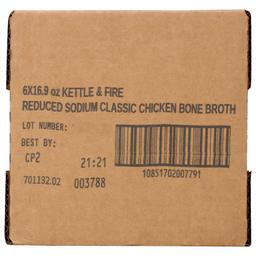 6X16.9 oz KETTLE & FIRE
REDUCED SODIUM CLASSIC CHICKEN BONE BROTH
LOT NUMBER:
BEST BY:
CP2 21:21
701132.02 003788
10851702007791